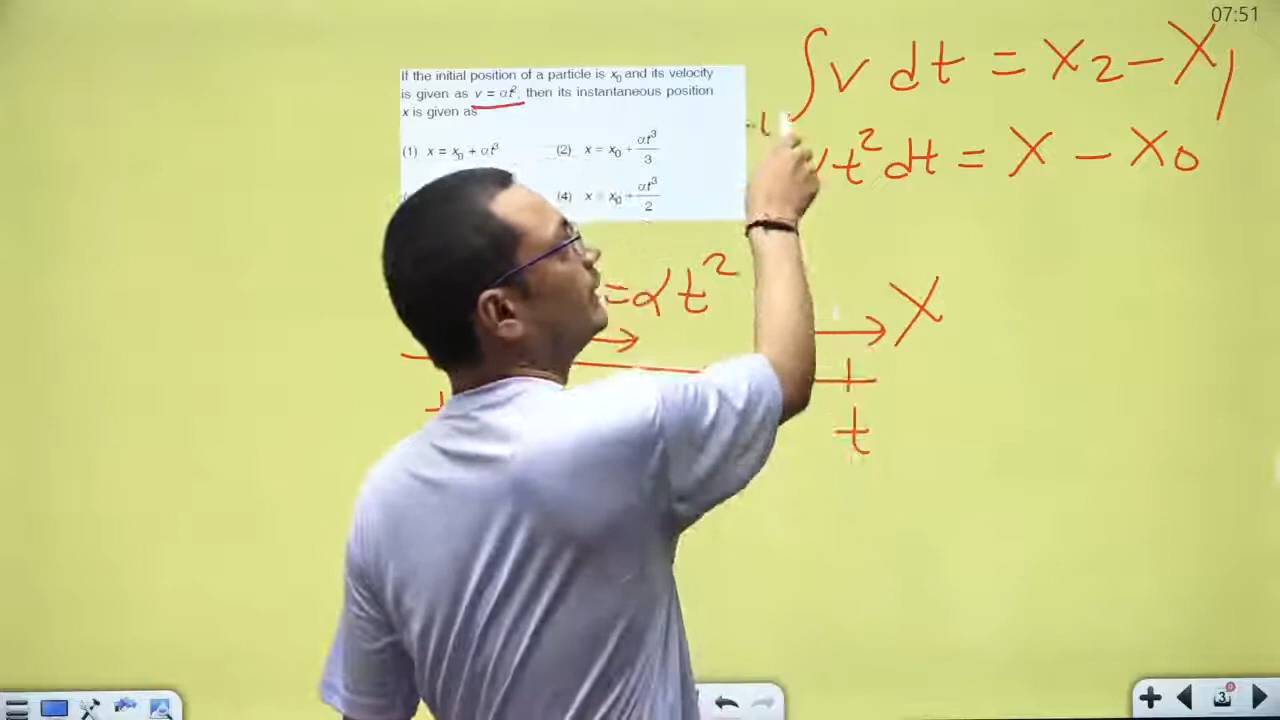 07:51
∫v dt = x₂ - x₁
t² dt = x - x₀
If the initial position of a particle is x₀ and its velocity
is given as v = αt², then its instantaneous position
x is given as
(1) x = x₀ + αt³
(2) x = x₀ + αt³/3
(4) x = x₀ + αt³/2
= αt²
x
t
3